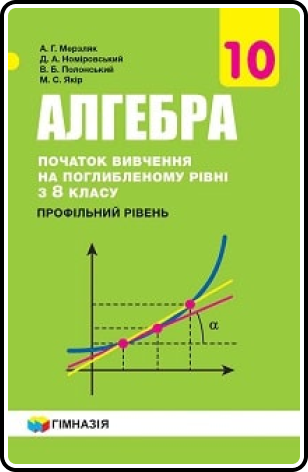 А. Г. Мерзляк
Д. А. Номіровський
В. Б. Полонський
М. С. Якір
10
АЛГЕБРА
ПОЧАТОК ВИВЧЕННЯ
НА ПОГЛИБЛЕНОМУ РІВНІ
З 8 КЛАСУ
ПРОФІЛЬНИЙ РІВЕНЬ
α
ГІМНАЗІЯ